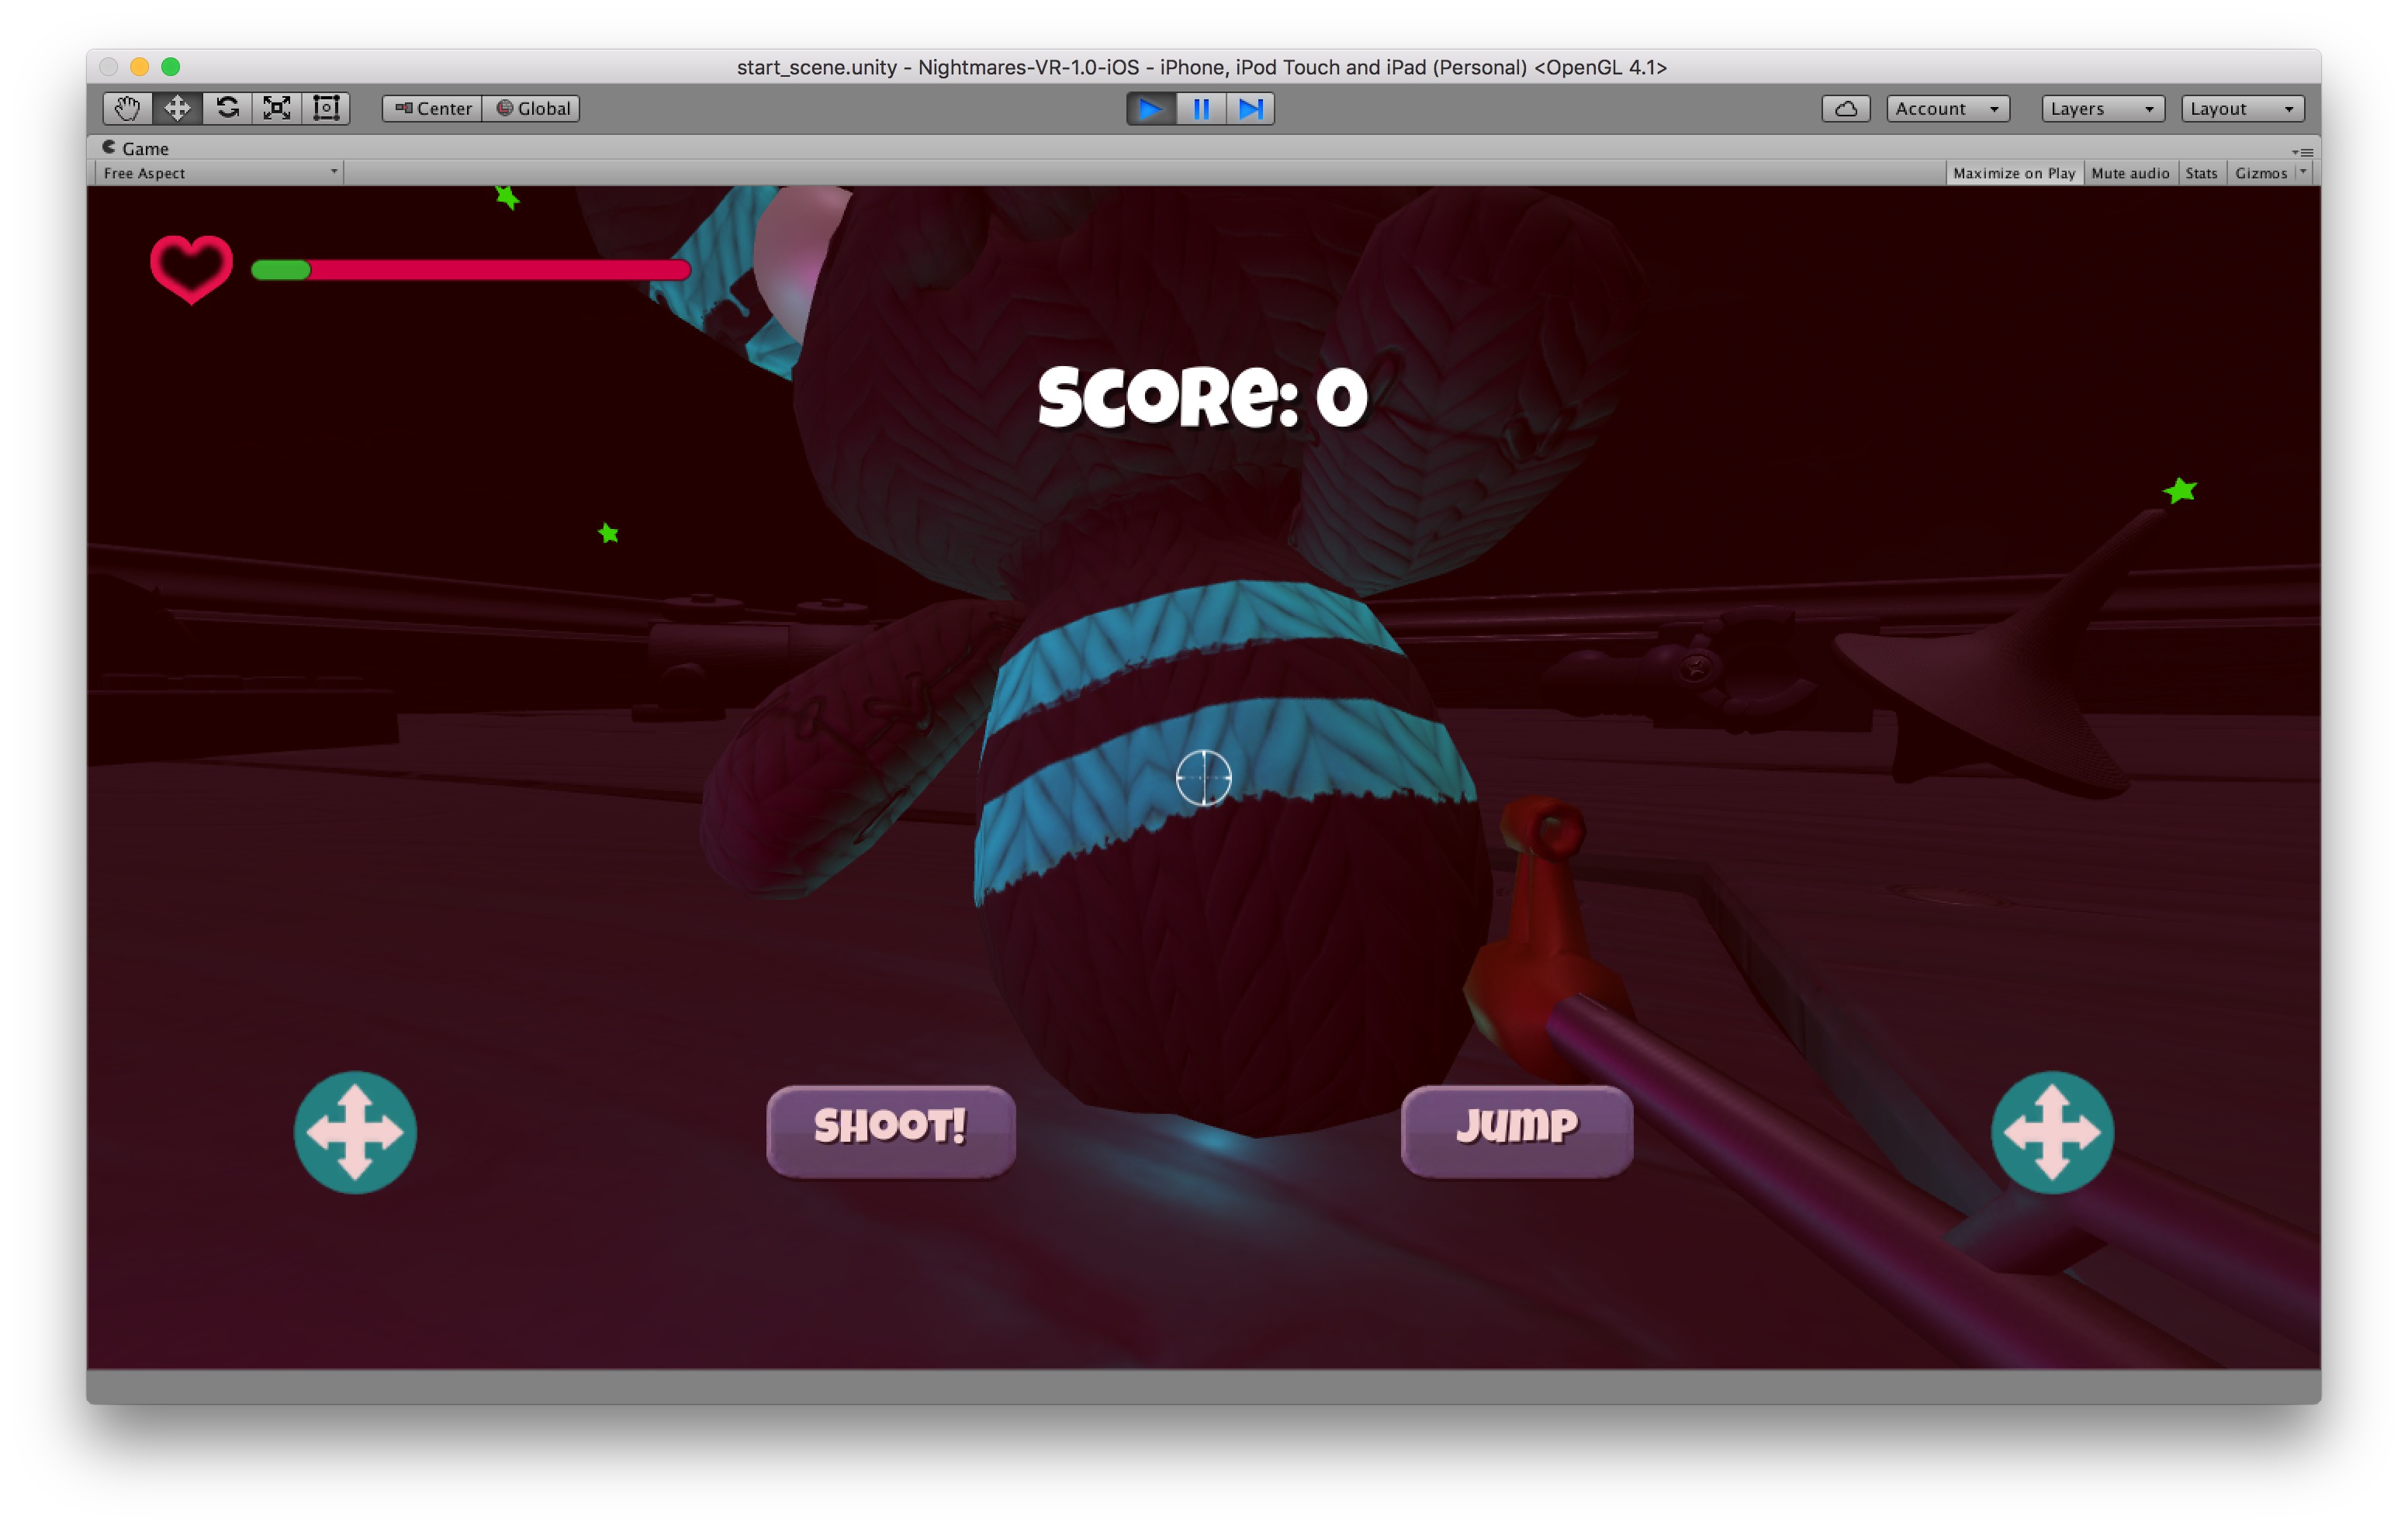 start_scene.unity - Nightmares-VR-1.0-iOS - iPhone, iPod Touch and iPad (Personal) <OpenGL 4.1>
Center Global Account Layers Layout
Game
Free Aspect Maximize on Play Mute audio Stats Gizmos
SCORE: 0
SHOOT! JUMP